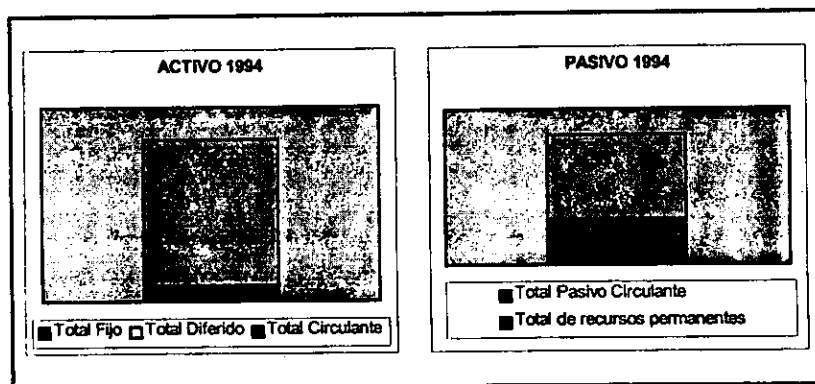 ACTIVO 1994
Total Fijo Total Diferido Total Circulante
PASIVO 1994
Total Pasivo Circulante
Total de recursos permanentes